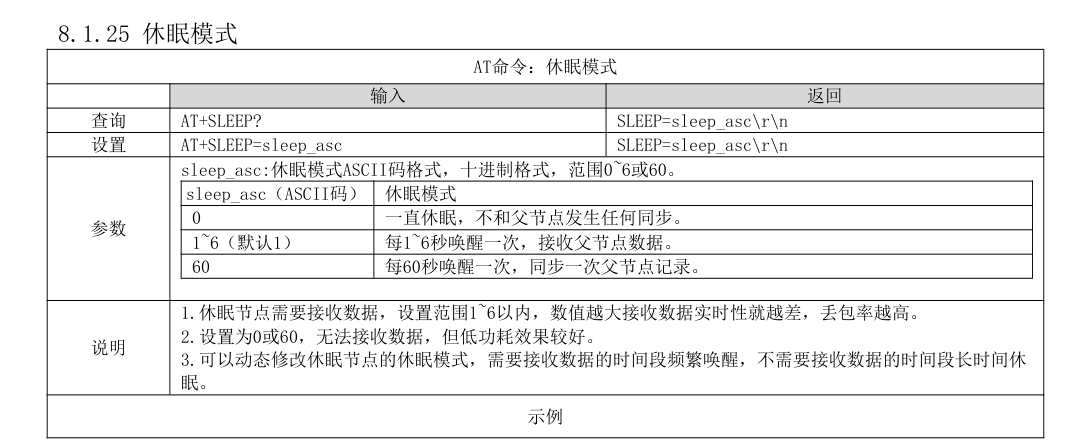 8.1.25 休眠模式
AT命令：休眠模式
输入 返回
查询 AT+SLEEP? SLEEP=sleep_asc\r\n
设置 AT+SLEEP=sleep_asc SLEEP=sleep_asc\r\n
参数
sleep_asc:休眠模式ASCII码格式，十进制格式，范围0~6或60。
sleep_asc（ASCII码） 休眠模式
0 一直休眠，不和父节点发生任何同步。
1~6（默认1） 每1~6秒唤醒一次，接收父节点数据。
60 每60秒唤醒一次，同步一次父节点记录。
说明
1.休眠节点需要接收数据，设置范围1~6以内，数值越大接收数据实时性就越差，丢包率越高。
2.设置为0或60，无法接收数据，但低功耗效果较好。
3.可以动态修改休眠节点的休眠模式，需要接收数据的时间段频繁唤醒，不需要接收数据的时间段长时间休
眠。
示例